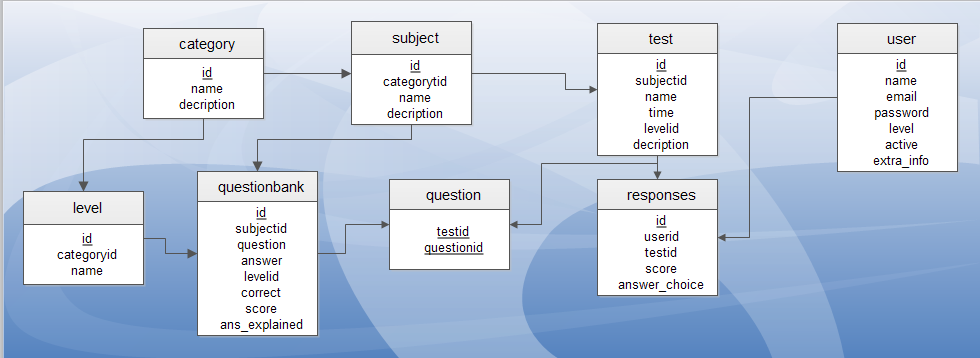 category
id
name
decription
subject
id
categorytid
name
decription
test
id
subjectid
name
time
levelid
decription
user
id
name
email
password
level
active
extra_info
level
id
categoryid
name
questionbank
id
subjectid
question
answer
levelid
correct
score
ans_explained
question
testid
questionid
responses
id
userid
testid
score
answer_choice